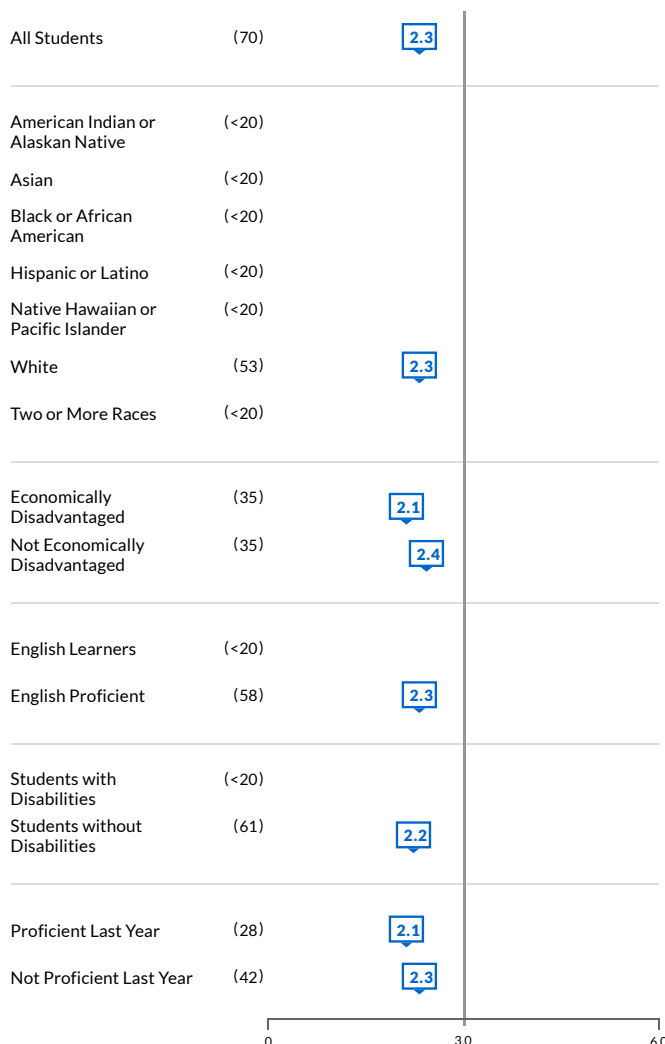 All Students (70) 2.3
American Indian or (<20)
Alaskan Native
Asian (<20)
Black or African (<20)
American
Hispanic or Latino (<20)
Native Hawaiian or (<20)
Pacific Islander
White (53) 2.3
Two or More Races (<20)
Economically (35) 2.1
Disadvantaged
Not Economically (35) 2.4
Disadvantaged
English Learners (<20)
English Proficient (58) 2.3
Students with (<20)
Disabilities
Students without (61) 2.2
Disabilities
Proficient Last Year (28) 2.1
Not Proficient Last Year (42) 2.3
0 3.0 6.0